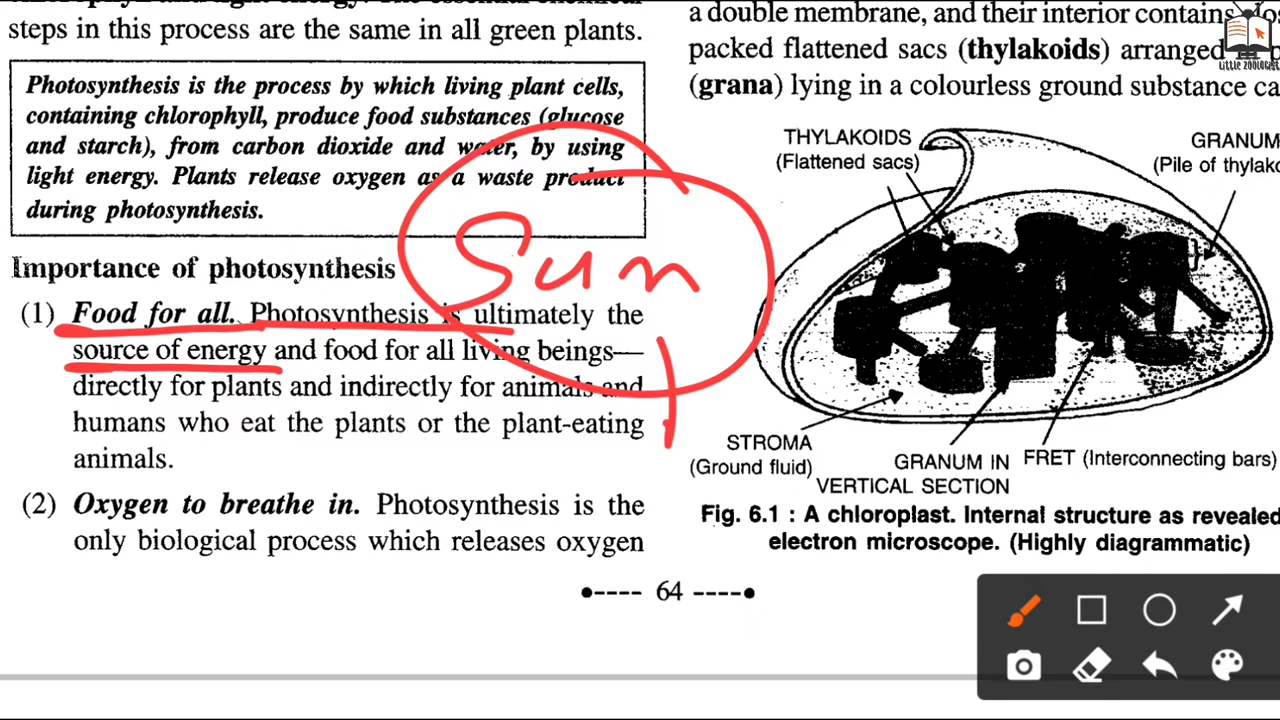 steps in this process are the same in all green plants.
Photosynthesis is the process by which living plant cells,
containing chlorophyll, produce food substances (glucose
and starch), from carbon dioxide and water, by using
light energy. Plants release oxygen as a waste product
during photosynthesis.
Importance of photosynthesis
(1) Food for all. Photosynthesis is ultimately the
source of energy and food for all living beings—
directly for plants and indirectly for animals and
humans who eat the plants or the plant-eating
animals.
(2) Oxygen to breathe in. Photosynthesis is the
only biological process which releases oxygen
Sun
a double membrane, and their interior contains
packed flattened sacs (thylakoids) arranged
(grana) lying in a colourless ground substance ca
LITTLE ZOOLOGIST
THYLAKOIDS
(Flattened sacs)
GRANUM
(Pile of thylako
STROMA
(Ground fluid)
GRANUM IN
VERTICAL SECTION
FRET (Interconnecting bars)
Fig. 6.1 : A chloroplast. Internal structure as revealed
electron microscope. (Highly diagrammatic)
●---- 64 ----●